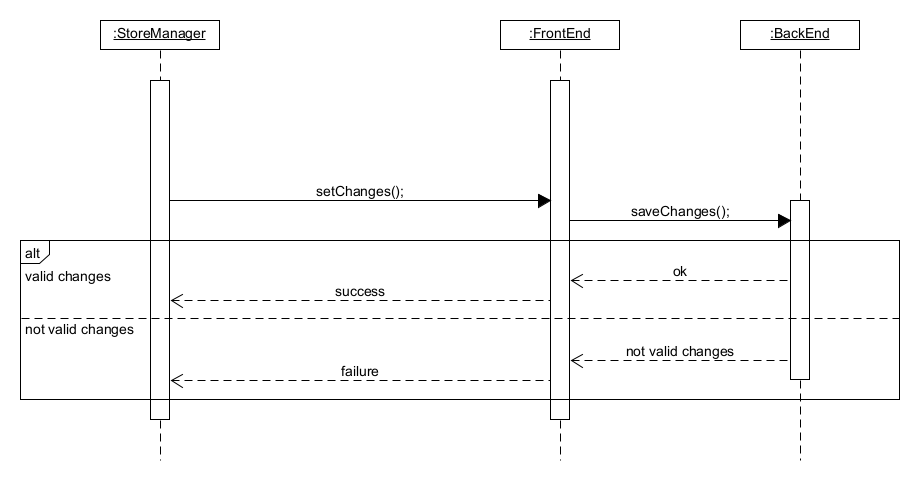 :StoreManager
:FrontEnd
:BackEnd
setChanges();
saveChanges();
alt
valid changes
ok
success
not valid changes
not valid changes
failure